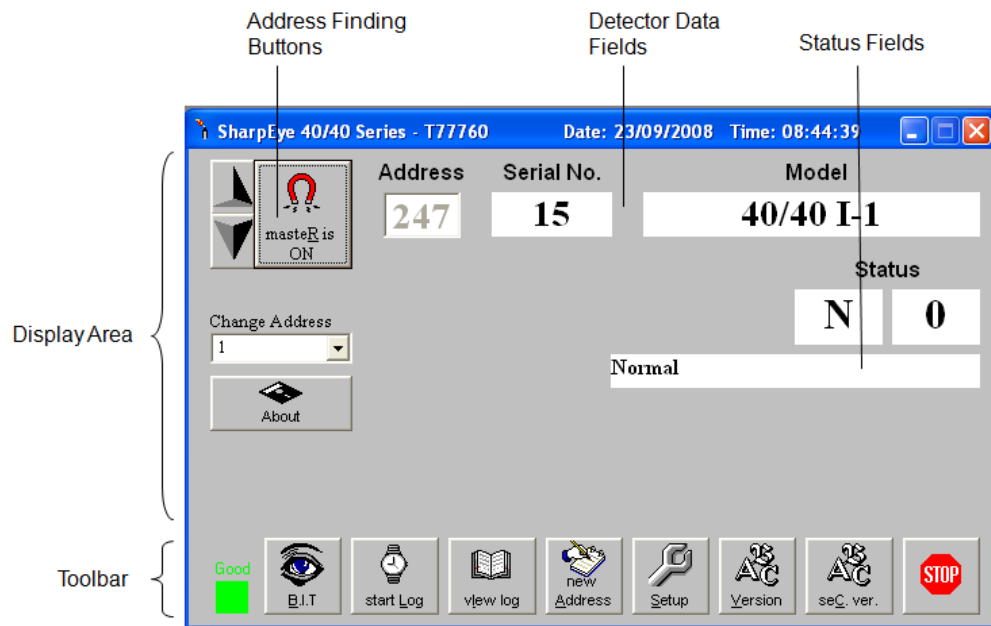 Address Finding
Buttons
Detector Data
Fields
Status Fields
SharpEye 40/40 Series - T77760 Date: 23/09/2008 Time: 08:44:39
Address Serial No. Model
masteR is
ON
247 15 40/40 I-1
Status
N 0
Display Area
Change Address
1
Normal
About
Toolbar
Good
B.I.T
start Log
vIew log
new
Address
Setup
Version
seC. ver.
STOP